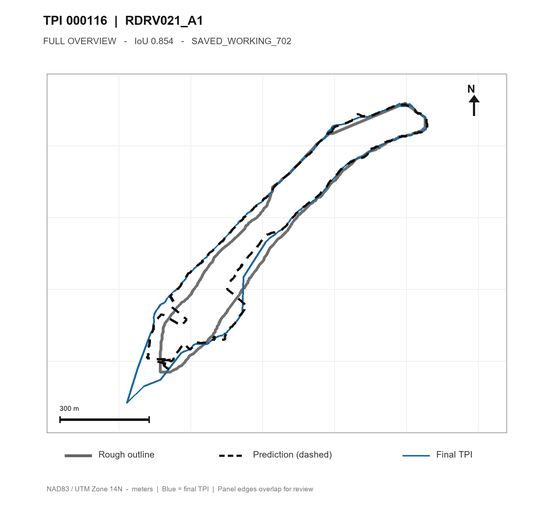 TPI 000116 | RDRV021_A1
FULL OVERVIEW - IoU 0.854 - SAVED_WORKING_702
N
300 m
Rough outline
Prediction (dashed)
Final TPI
NAD83 / UTM Zone 14N - meters | Blue = final TPI | Panel edges overlap for review